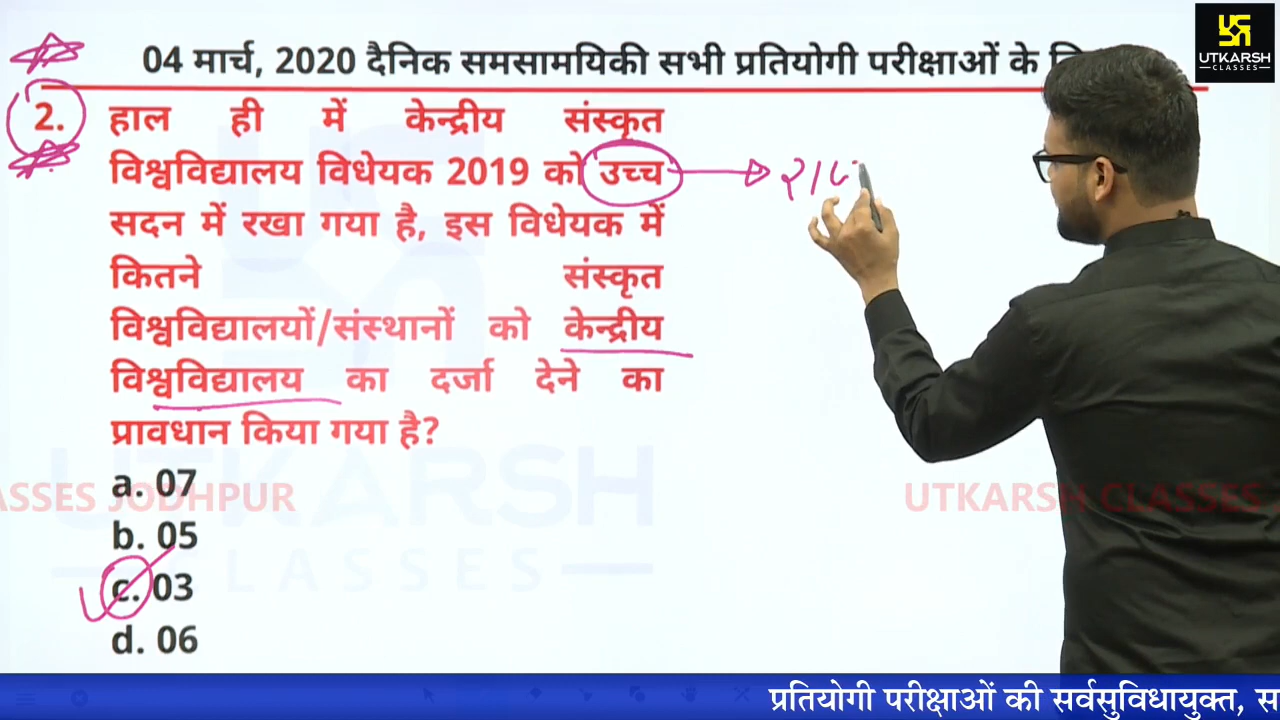 UTKARSH
CLASSES
04 मार्च, 2020 दैनिक समसामयिकी सभी प्रतियोगी परीक्षाओं के
2. हाल ही में केन्द्रीय संस्कृत
विश्वविद्यालय विधेयक 2019 को उच्च
सदन में रखा गया है, इस विधेयक में
कितने संस्कृत
विश्वविद्यालयों/संस्थानों को केन्द्रीय
विश्वविद्यालय का दर्जा देने का
प्रावधान किया गया है?
a. 07
b. 05
c. 03
d. 06
UTKARSH
CLASSES
ASSES JODHPUR
UTKARSH CLASSES
प्रतियोगी परीक्षाओं की सर्वसुविधायुक्त,